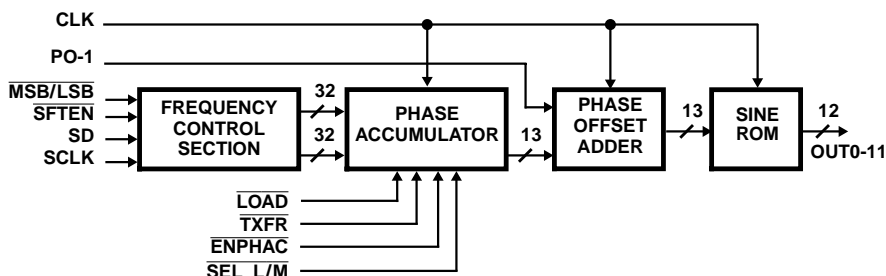 CLK
PO-1
MSB/LSB
SFTEN
SD
SCLK
FREQUENCY
CONTROL
SECTION
32
32
PHASE
ACCUMULATOR
13
PHASE
OFFSET
ADDER
13
SINE
ROM
12
OUT0-11
LOAD
TXFR
ENPHAC
SEL_L/M